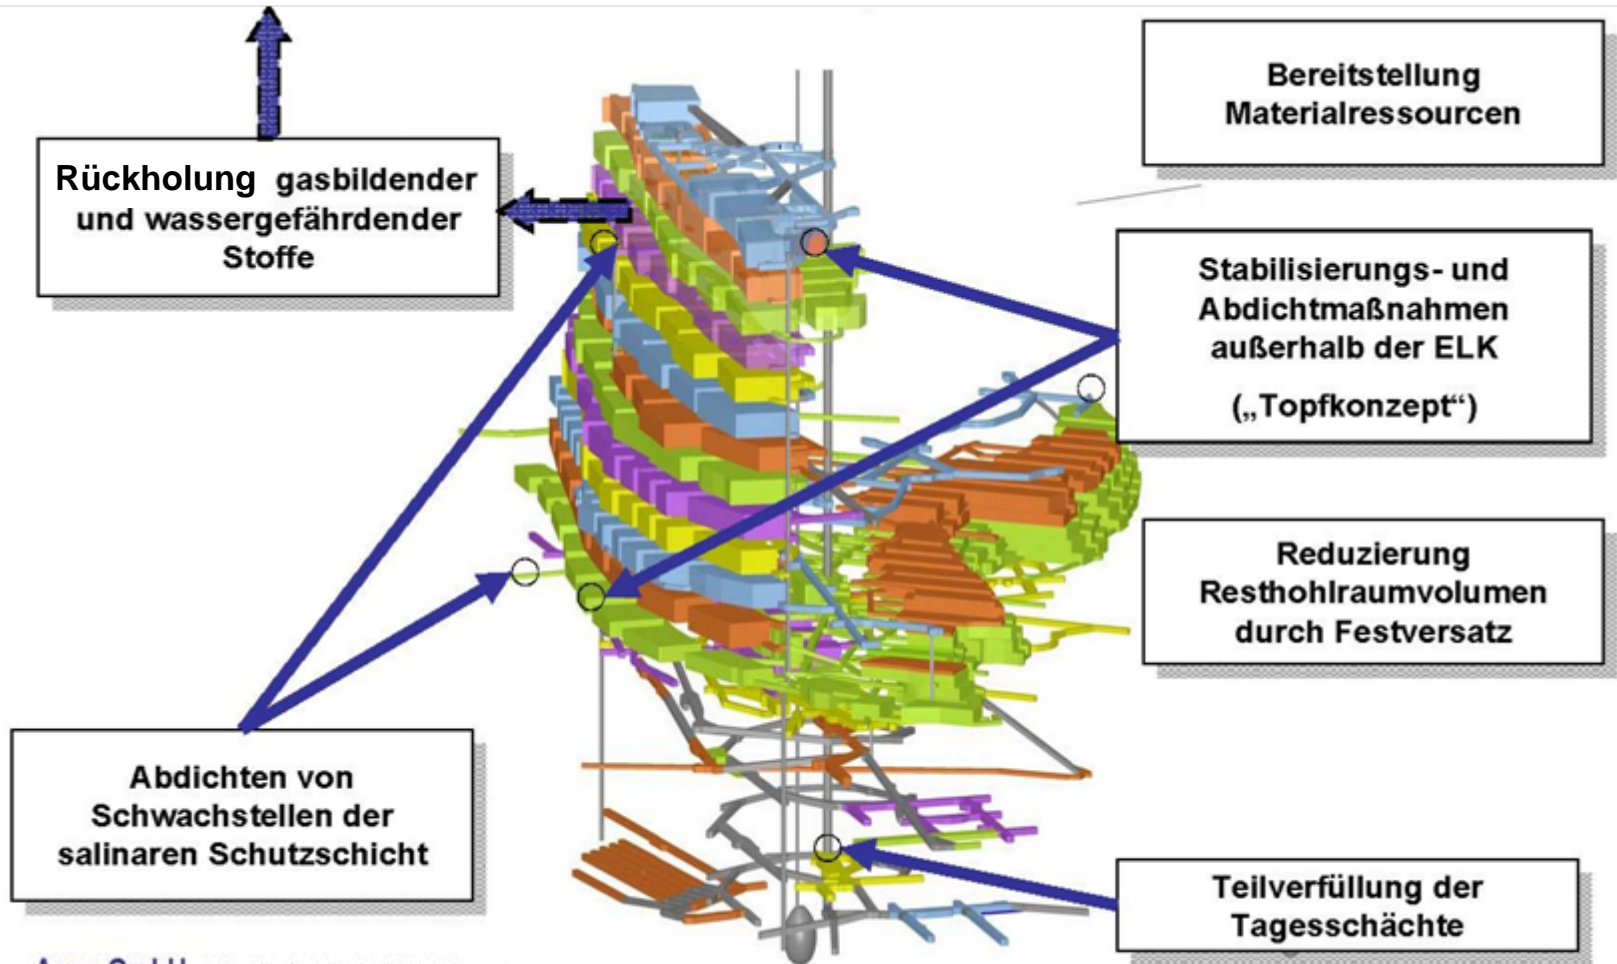 Bereitstellung
Materialressourcen
Rückholung gasbildender
und wassergefährdender
Stoffe
Stabilisierungs- und
Abdichtmaßnahmen
außerhalb der ELK
(„Topfkonzept“)
Reduzierung
Resthohlraumvolumen
durch Festversatz
Abdichten von
Schwachstellen der
salinaren Schutzschicht
Teilverfüllung der
Tagesschächte